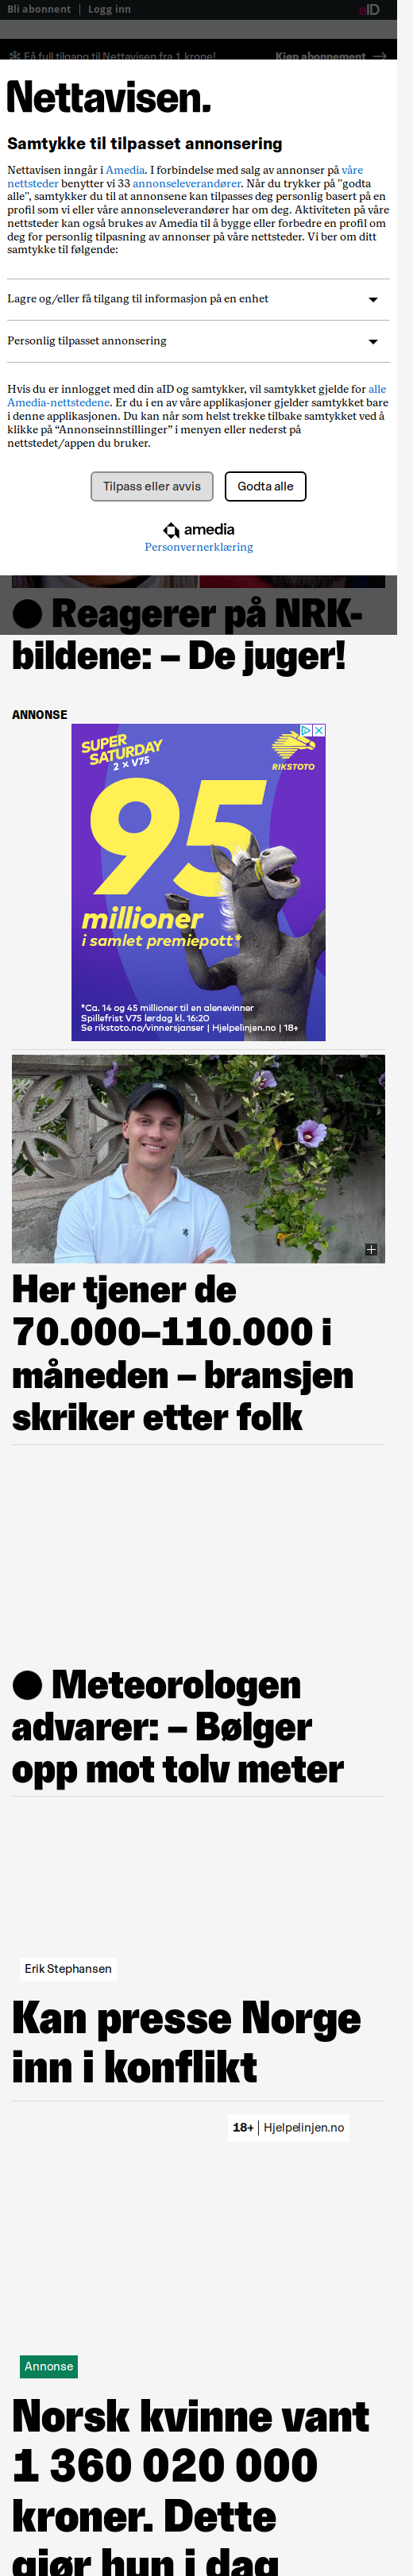 Bli abonnent | Logg inn aID
Få full tilgang til Nettavisen fra 1 krone! Kjøp abonnement →
Nettavisen.
Samtykke til tilpasset annonsering
Nettavisen inngår i Amedia. I forbindelse med salg av annonser på våre
nettsteder benytter vi 33 annonseleverandører. Når du trykker på "godta
alle", samtykker du til at annonsene kan tilpasses deg personlig basert på en
profil som vi eller våre annonseleverandører har om deg. Aktiviteten på våre
nettsteder kan også brukes av Amedia til å bygge eller forbedre en profil om
deg for personlig tilpasning av annonser på våre nettsteder. Vi ber om ditt
samtykke til følgende:
Lagre og/eller få tilgang til informasjon på en enhet
Personlig tilpasset annonsering
Hvis du er innlogget med din aID og samtykker, vil samtykket gjelde for alle
Amedia-nettstedene. Er du i en av våre applikasjoner gjelder samtykket bare
i denne applikasjonen. Du kan når som helst trekke tilbake samtykket ved å
klikke på “Annonseinnstillinger” i menyen eller nederst på
nettstedet/appen du bruker.
Tilpass eller avvis Godta alle
amedia
Personvernerklæring
● Reagerer på NRK-
bildene: – De juger!
ANNONSE
SUPER
SATURDAY
2 x V75
RIKSTOTO
95
millioner
i samlet premiepott*
*Ca. 14 og 45 millioner til en alenevinner
Spillefrist V75 lørdag kl. 16:20
Se rikstoto.no/vinnersjanser | Hjelpelinjen.no | 18+
Her tjener de
70.000–110.000 i
måneden – bransjen
skriker etter folk
● Meteorologen
advarer: – Bølger
opp mot tolv meter
Erik Stephansen
Kan presse Norge
inn i konflikt
18+ | Hjelpelinjen.no
Annonse
Norsk kvinne vant
1 360 020 000
kroner. Dette
gjør hun i dag